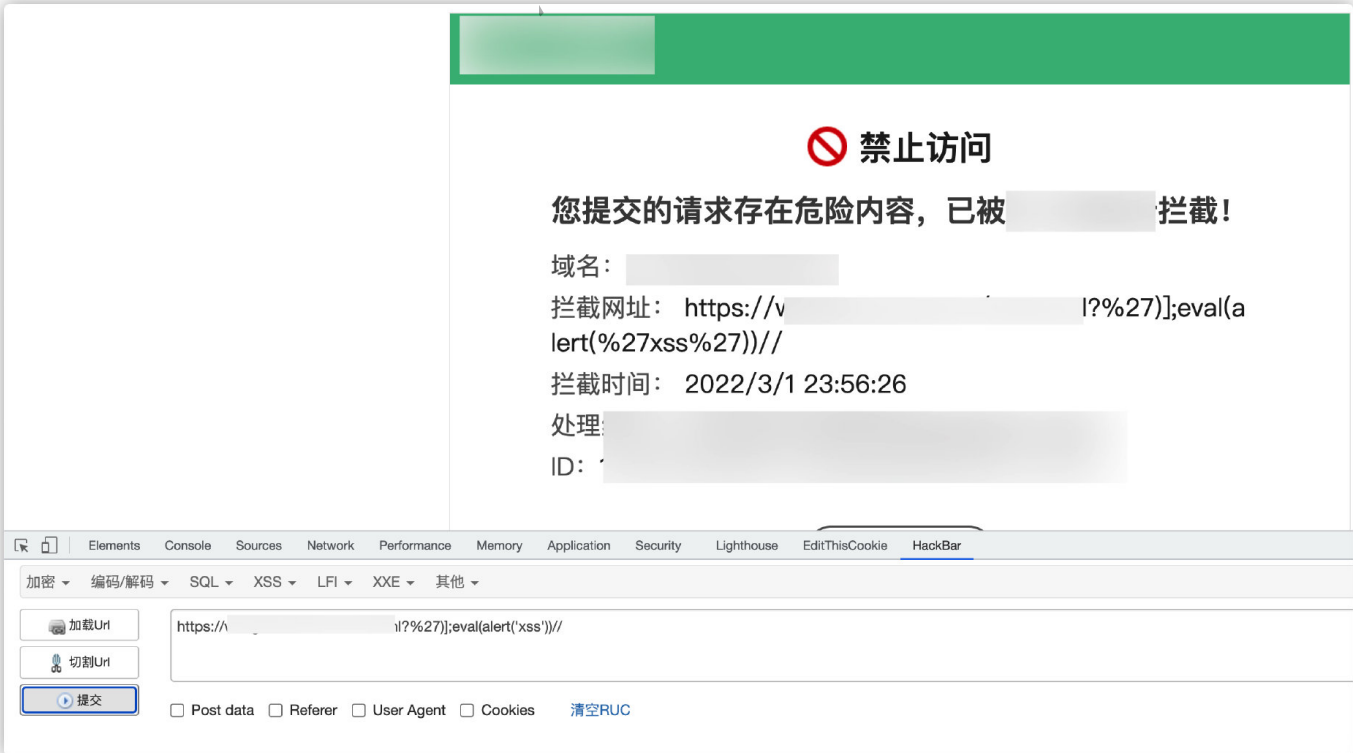 禁止访问
您提交的请求存在危险内容，已被 拦截！
域名：
拦截网址： https:// l?%27)];eval(a
lert(%27xss%27))//
拦截时间： 2022/3/1 23:56:26
处理
ID：
Elements Console Sources Network Performance Memory Application Security Lighthouse EditThisCookie HackBar
加密 编码/解码 SQL XSS LFI XXE 其他
加载Url
https:// l?%27)];eval(alert('xss'))//
切割Url
提交
Post data Referer User Agent Cookies 清空RUC